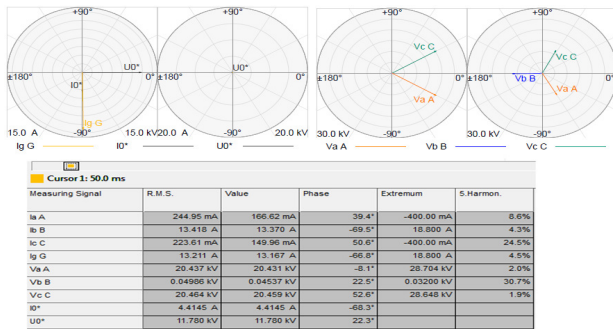 +90° +90° +90° +90°
±180° U0* 0° ±180° U0* 0° ±180° Vc C 0° ±180° Vb B Vc C 0°
I0* Ig G Va A Va A
15.0 A -90° 15.0 kV 20.0 A -90° 20.0 kV -90° -90°
30.0 kV 30.0 kV
Ig G I0* U0* Va A Vb B Vc C
Cursor 1: 50.0 ms
Measuring Signal R.M.S. Value Phase Extremum 5.Harmon.
Ia A 244.95 mA 166.62 mA 39.4° -400.00 mA 8.6%
Ib B 13.418 A 13.370 A -69.5° 18.800 A 4.3%
Ic C 223.61 mA 149.96 mA 50.6° -400.00 mA 24.5%
Ig G 13.211 A 13.167 A -66.8° 18.800 A 4.5%
Va A 20.437 kV 20.431 kV -8.1° 28.704 kV 2.0%
Vb B 0.04986 kV 0.04537 kV 22.5° 0.03200 kV 30.7%
Vc C 20.464 kV 20.459 kV 52.6° 28.648 kV 1.9%
I0* 4.4145 A 4.4145 A -68.3°
U0* 11.780 kV 11.780 kV 22.3°